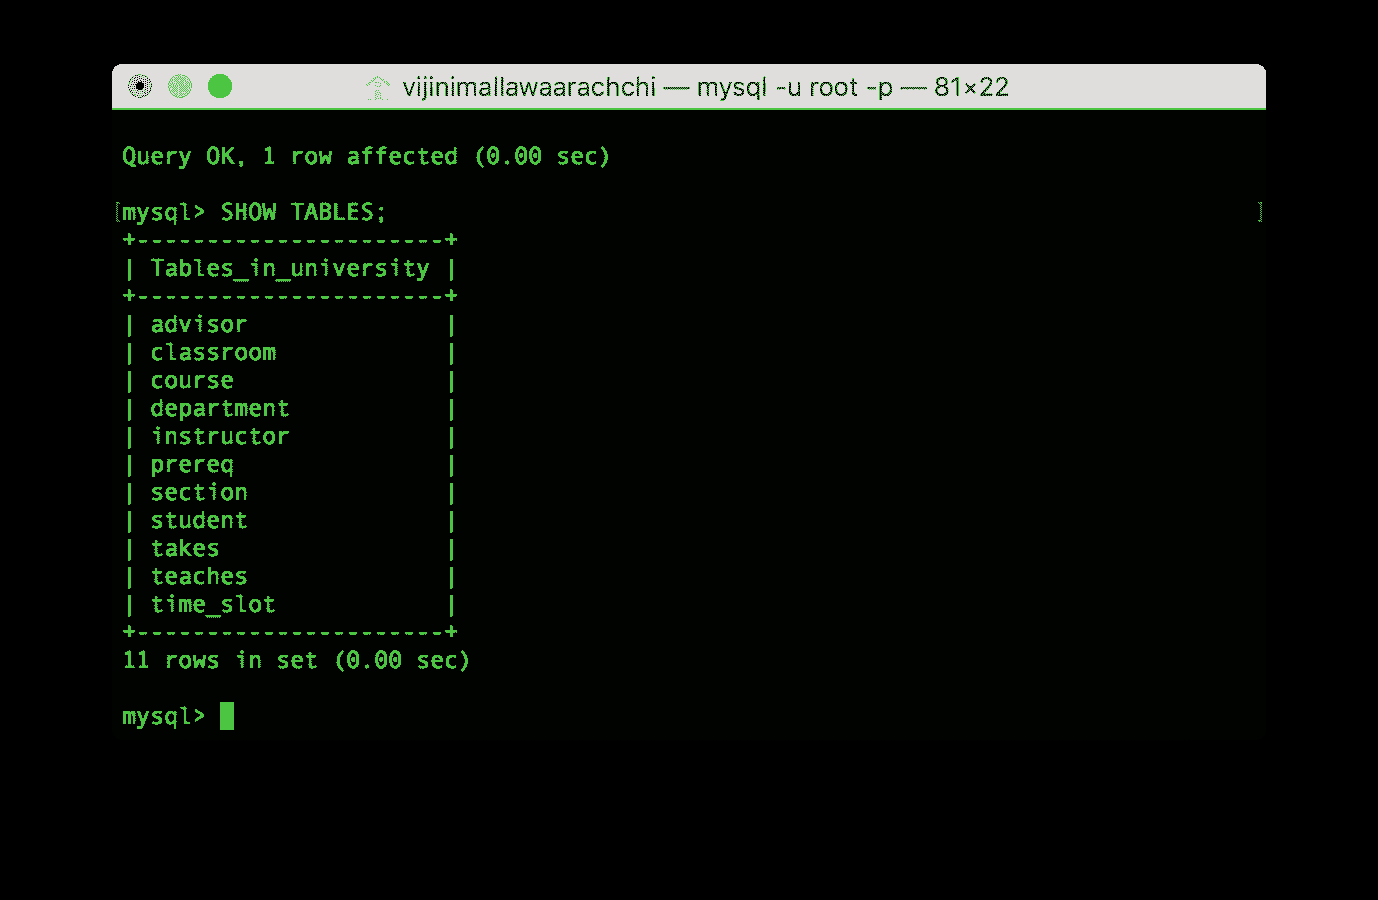 vijinimallawaarachchi — mysql -u root -p — 81×22
Query OK, 1 row affected (0.00 sec)
[mysql> SHOW TABLES; ]
+----------------------+
| Tables_in_university |
+----------------------+
| advisor              |
| classroom            |
| course               |
| department           |
| instructor           |
| prereq               |
| section              |
| student              |
| takes                |
| teaches              |
| time_slot            |
+----------------------+
11 rows in set (0.00 sec)
mysql>